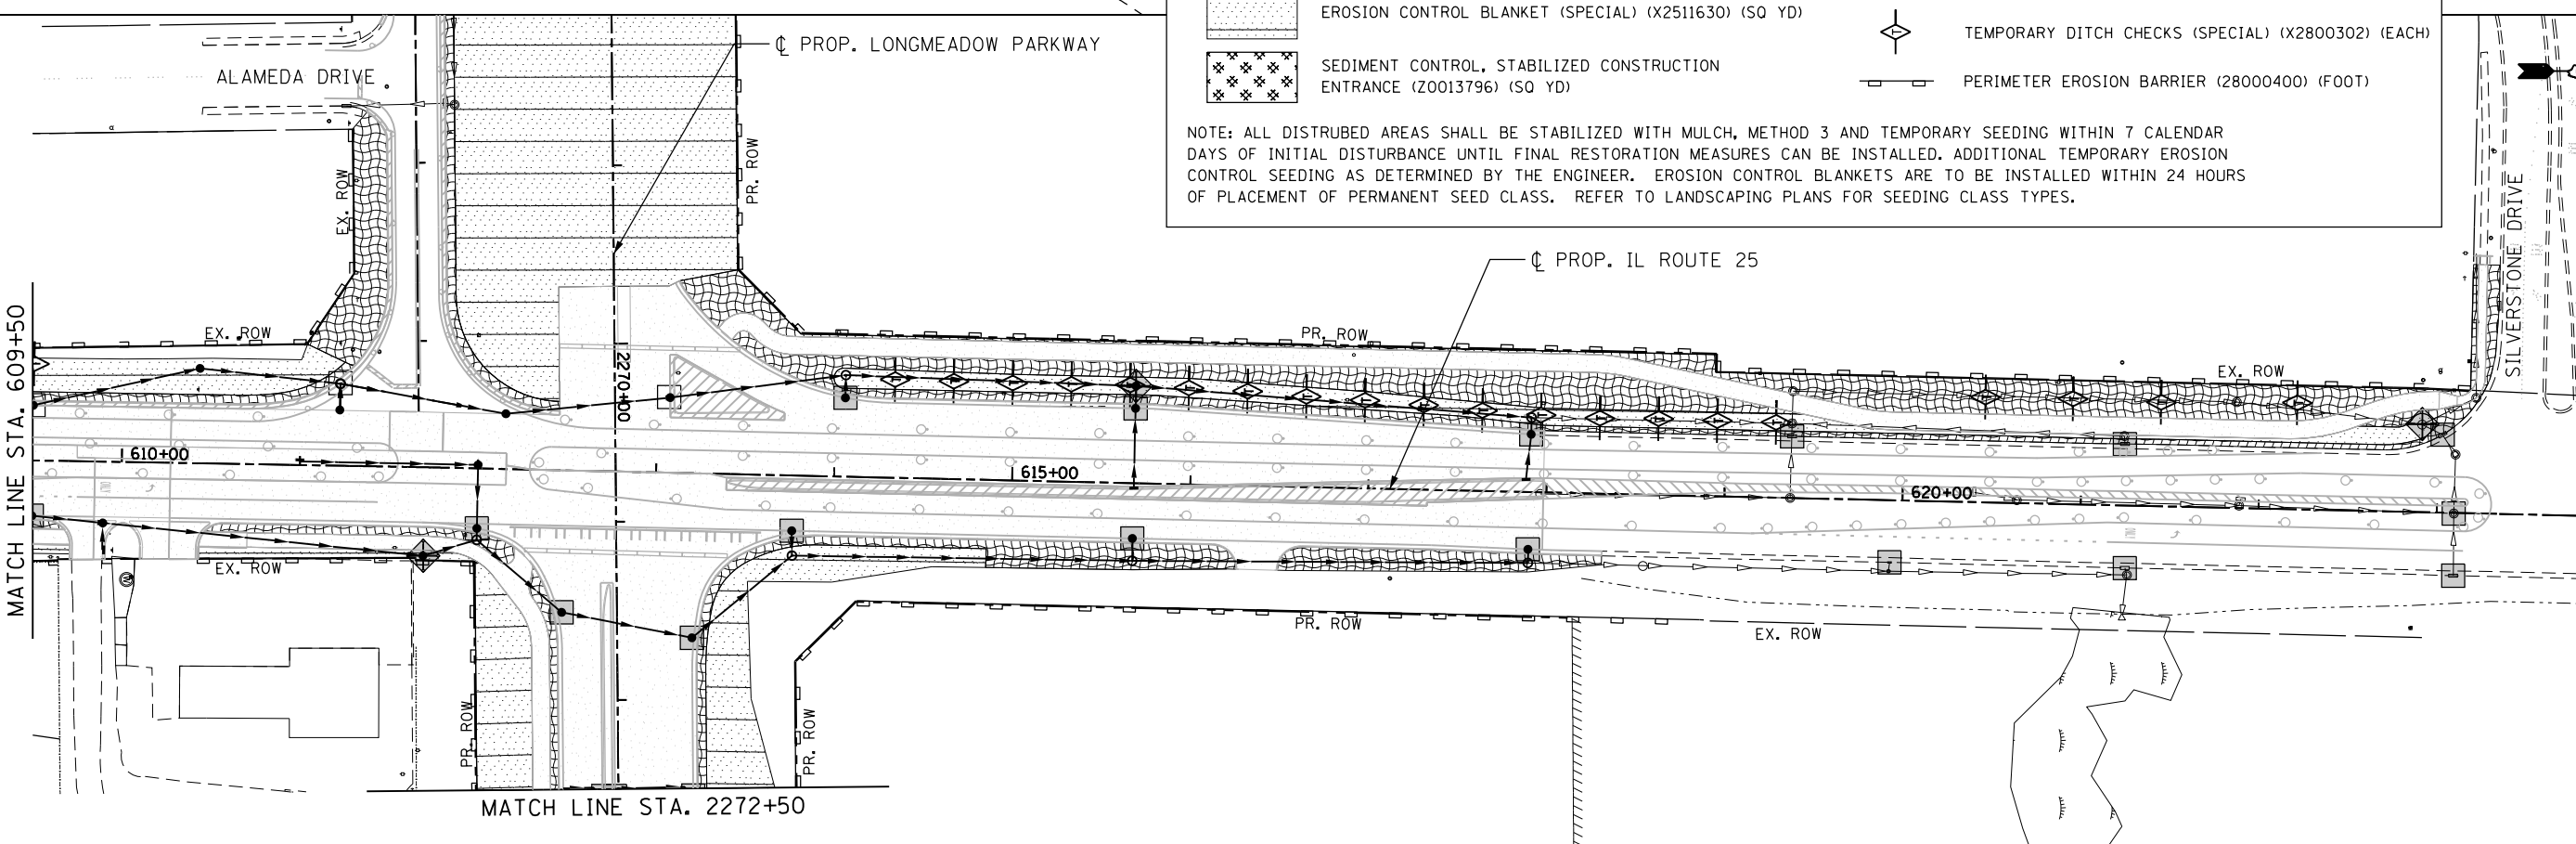 EROSION CONTROL BLANKET (SPECIAL) (X2511630) (SQ YD)
SEDIMENT CONTROL, STABILIZED CONSTRUCTION
ENTRANCE (Z0013796) (SQ YD)
TEMPORARY DITCH CHECKS (SPECIAL) (X2800302) (EACH)
PERIMETER EROSION BARRIER (28000400) (FOOT)
NOTE: ALL DISTRUBED AREAS SHALL BE STABILIZED WITH MULCH, METHOD 3 AND TEMPORARY SEEDING WITHIN 7 CALENDAR
DAYS OF INITIAL DISTURBANCE UNTIL FINAL RESTORATION MEASURES CAN BE INSTALLED. ADDITIONAL TEMPORARY EROSION
CONTROL SEEDING AS DETERMINED BY THE ENGINEER. EROSION CONTROL BLANKETS ARE TO BE INSTALLED WITHIN 24 HOURS
OF PLACEMENT OF PERMANENT SEED CLASS. REFER TO LANDSCAPING PLANS FOR SEEDING CLASS TYPES.
℄ PROP. LONGMEADOW PARKWAY
ALAMEDA DRIVE
EX. ROW
PR. ROW
SILVERSTONE DRIVE
℄ PROP. IL ROUTE 25
MATCH LINE STA. 609+50
EX. ROW
PR. ROW
EX. ROW
2270+00
610+00
615+00
620+00
EX. ROW
M
PR. ROW
EX. ROW
PR. ROW
PR. ROW
MATCH LINE STA. 2272+50